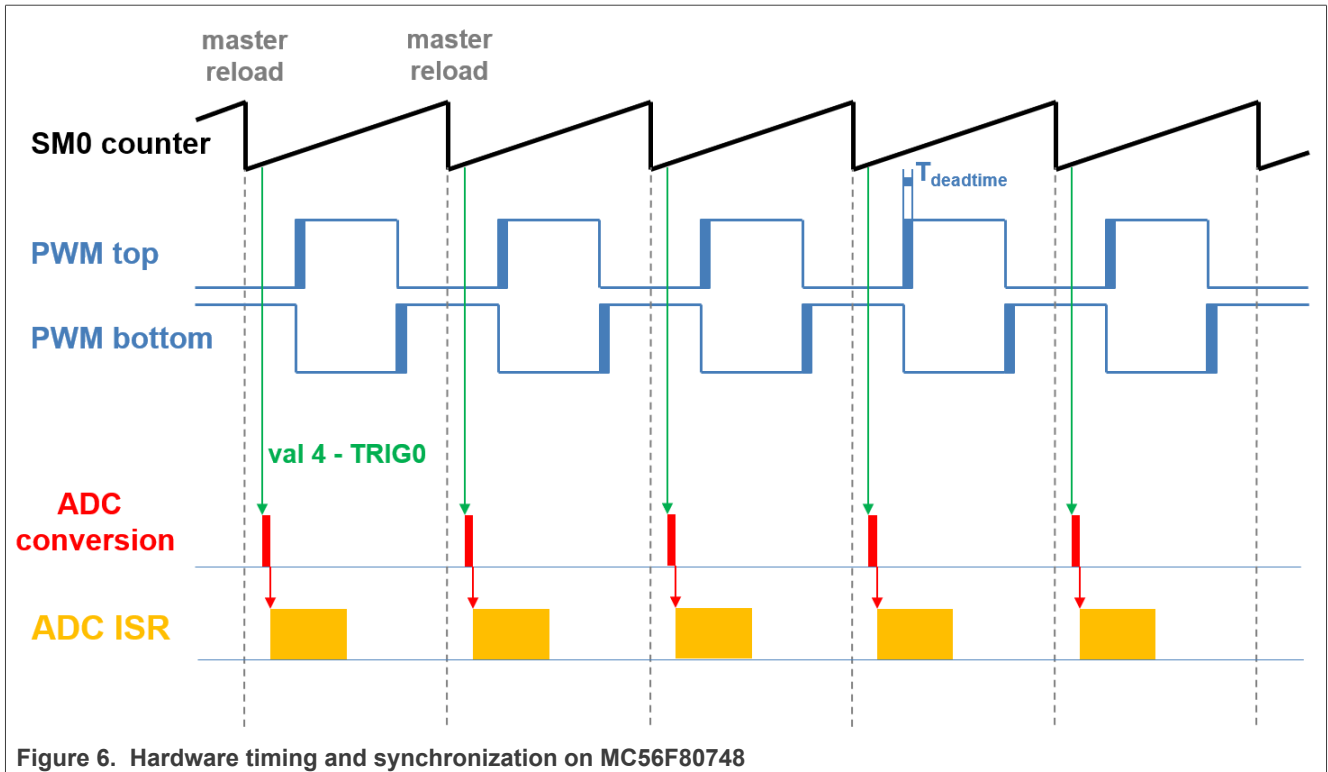 master
reload
master
reload
SM0 counter
Tdeadtime
PWM top
PWM bottom
val 4 - TRIG0
ADC
conversion
ADC ISR
Figure 6. Hardware timing and synchronization on MC56F80748